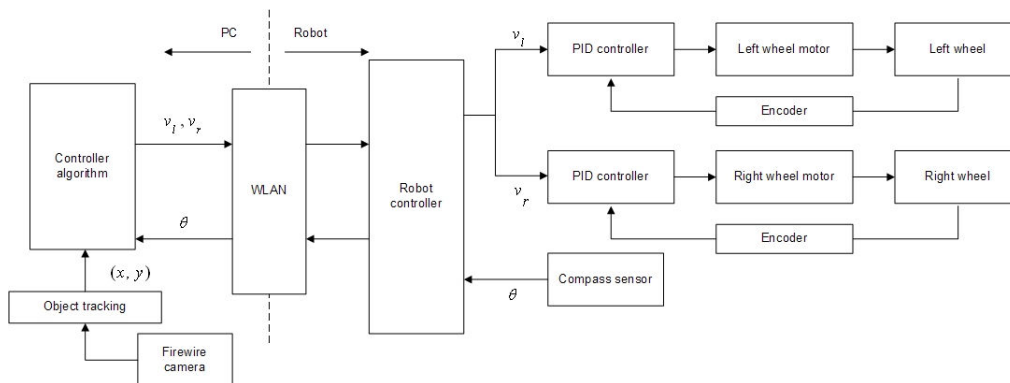 PC
Robot
Controller
algorithm
v_l, v_r
θ
(x, y)
Object tracking
Firewire
camera
WLAN
Robot
controller
v_l
PID controller
Left wheel motor
Left wheel
Encoder
v_r
PID controller
Right wheel motor
Right wheel
Encoder
Compass sensor
θ